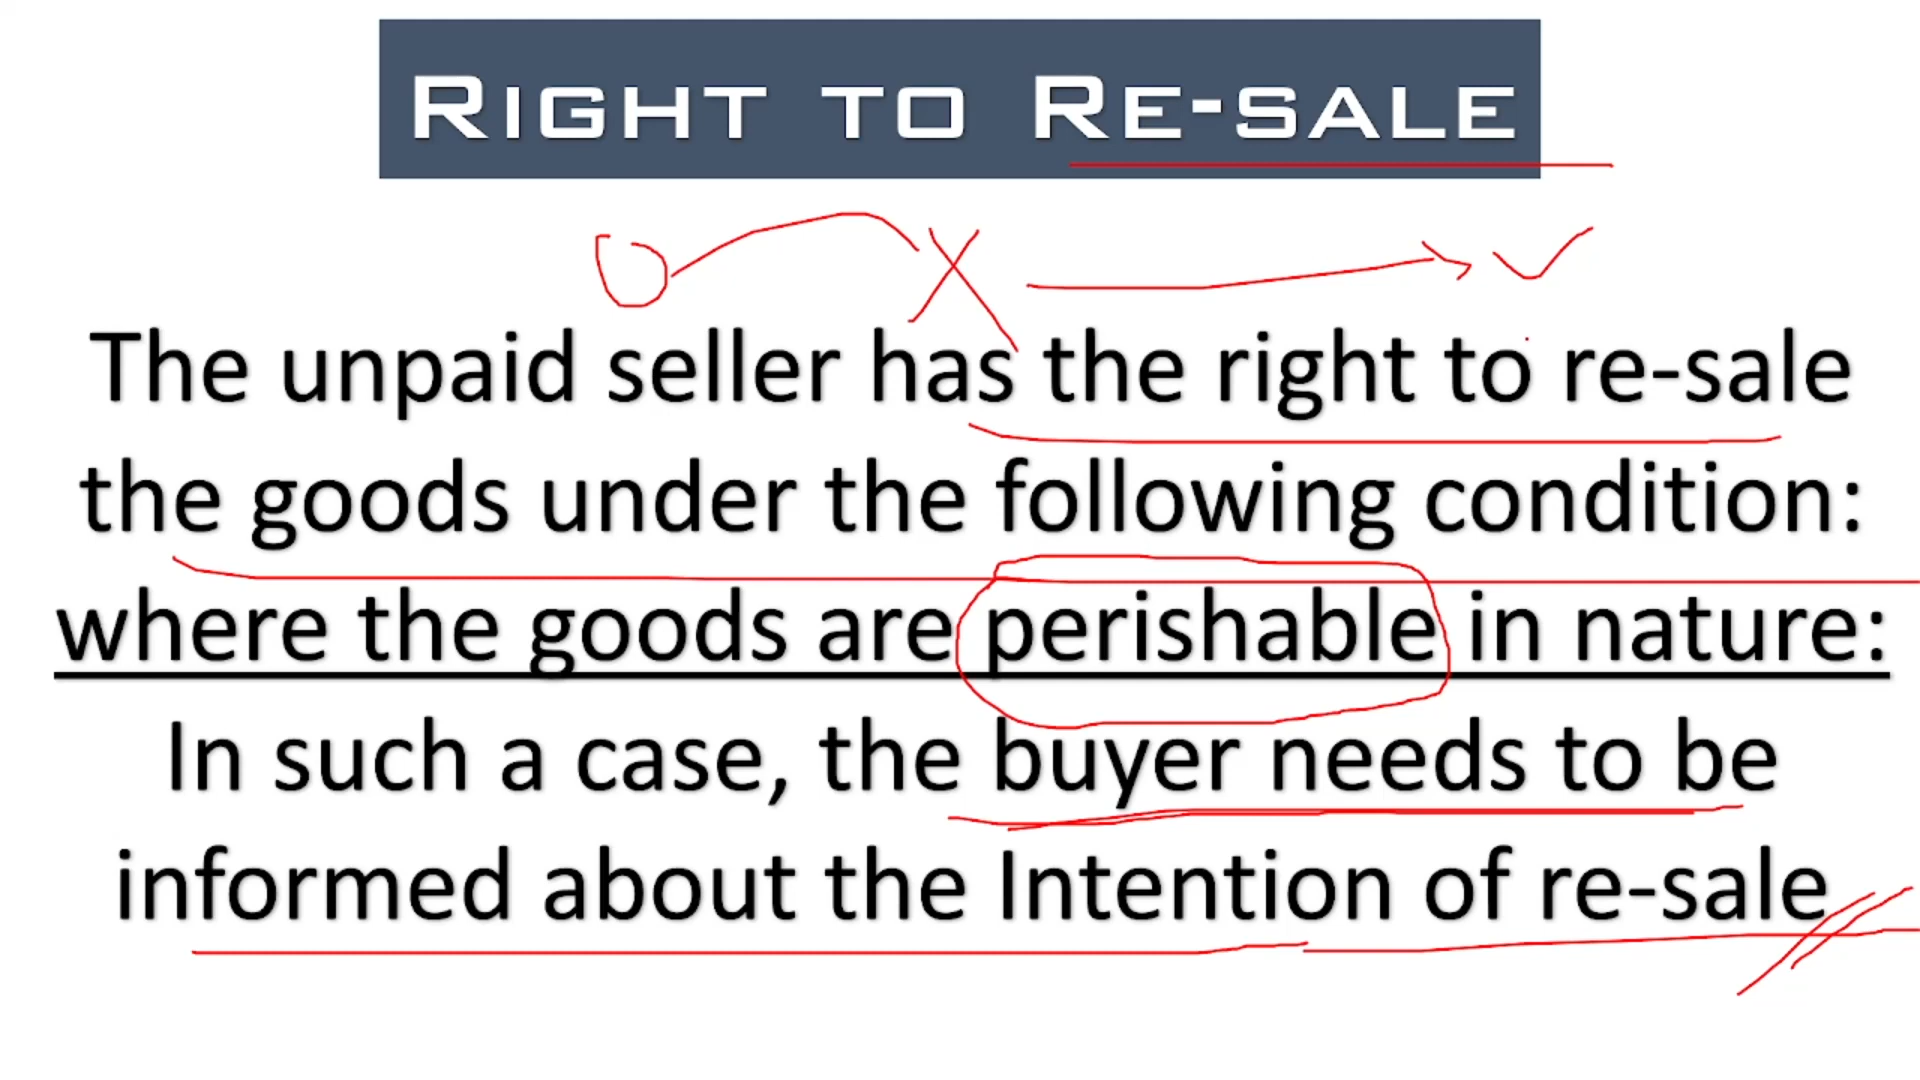 RIGHT TO RE-SALE
The unpaid seller has the right to re-sale
the goods under the following condition:
where the goods are perishable in nature:
In such a case, the buyer needs to be
informed about the Intention of re-sale